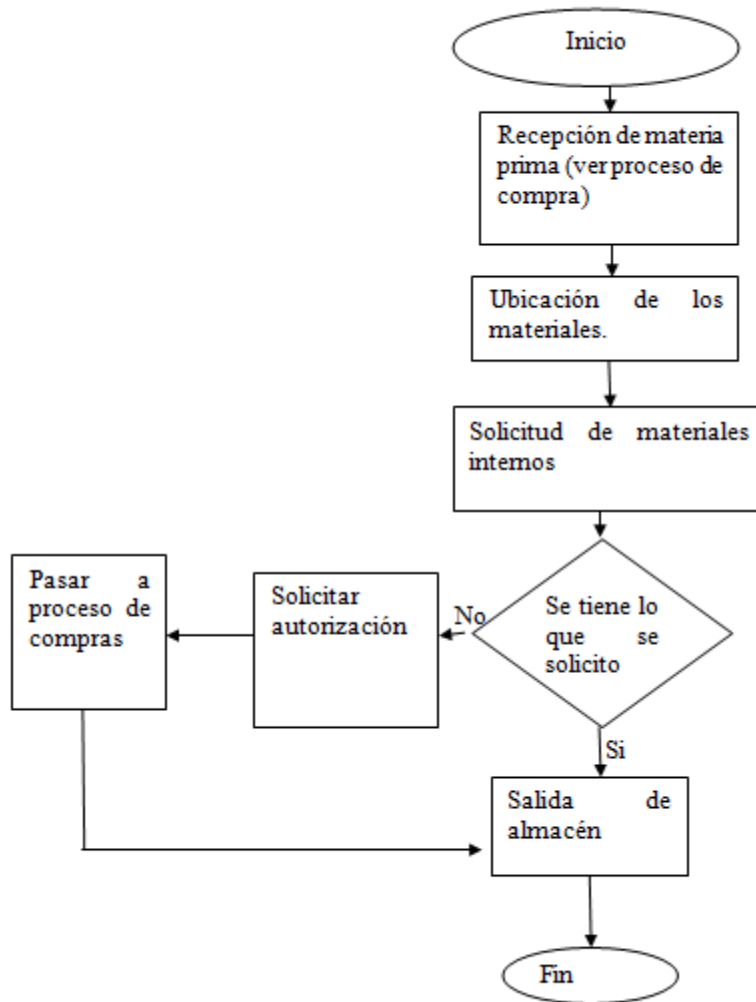 Inicio
Recepción de materia
prima (ver proceso de
compra)
Ubicación de los
materiales.
Solicitud de materiales
internos
Se tiene lo
que se
solicito
No
Solicitar
autorización
Pasar a
proceso de
compras
Si
Salida de
almacén
Fin